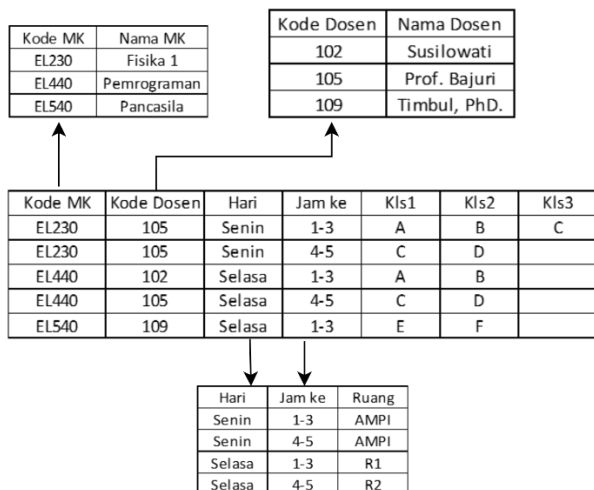 Kode MK Nama MK
EL230 Fisika 1
EL440 Pemrograman
EL540 Pancasila
Kode Dosen Nama Dosen
102 Susilowati
105 Prof. Bajuri
109 Timbul, PhD.
Kode MK Kode Dosen Hari Jam ke Kls1 Kls2 Kls3
EL230 105 Senin 1-3 A B C
EL230 105 Senin 4-5 C D
EL440 102 Selasa 1-3 A B
EL440 105 Selasa 4-5 C D
EL540 109 Selasa 1-3 E F
Hari Jam ke Ruang
Senin 1-3 AMPI
Senin 4-5 AMPI
Selasa 1-3 R1
Selasa 4-5 R2